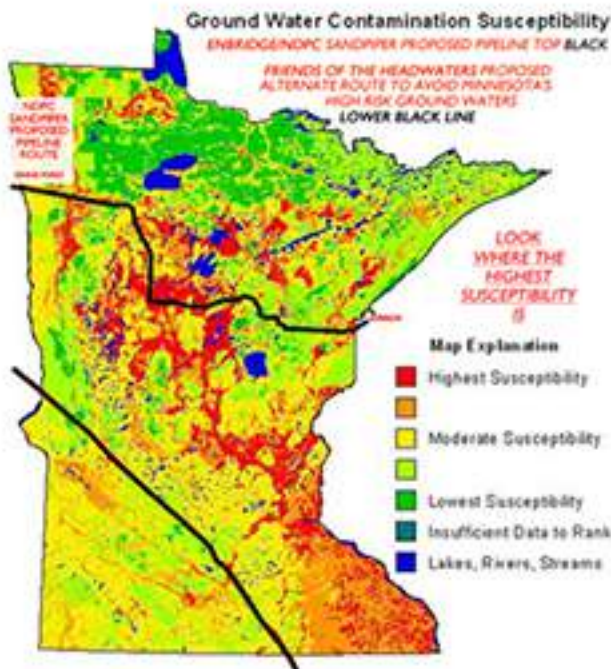 Ground Water Contamination Susceptibility
ENBRIDGE/NDPC SANDPIPER PROPOSED PIPELINE TOP BLACK
FRIENDS OF THE HEADWATERS PROPOSED
ALTERNATE ROUTE TO AVOID MINNESOTA'S
HIGH RISK GROUND WATERS
LOWER BLACK LINE
NDPC
SANDPIPER
PROPOSED
PIPELINE
ROUTE
LOOK
WHERE THE
HIGHEST
SUSCEPTIBILITY
IS
Map Explanation
Highest Susceptibility
Moderate Susceptibility
Lowest Susceptibility
Insufficient Data to Rank
Lakes, Rivers, Streams